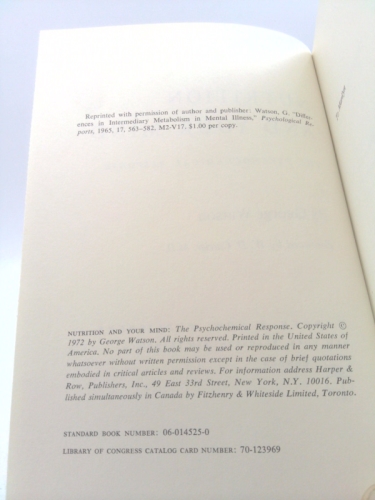 Reprinted with permission of author and publisher: Watson, G. "Differ-
ences in Intermediary Metabolism in Mental Illness," Psychological Re-
ports, 1965, 17, 563–582. M2-V17. $1.00 per copy.
NUTRITION AND YOUR MIND: The Psychochemical Response. Copyright ©
1972 by George Watson. All rights reserved. Printed in the United States of
America. No part of this book may be used or reproduced in any manner
whatsoever without written permission except in the case of brief quotations
embodied in critical articles and reviews. For information address Harper &
Row, Publishers, Inc., 49 East 33rd Street, New York, N.Y. 10016. Pub-
lished simultaneously in Canada by Fitzhenry & Whiteside Limited, Toronto.
STANDARD BOOK NUMBER: 06-014525-0
LIBRARY OF CONGRESS CATALOG CARD NUMBER: 70-123969